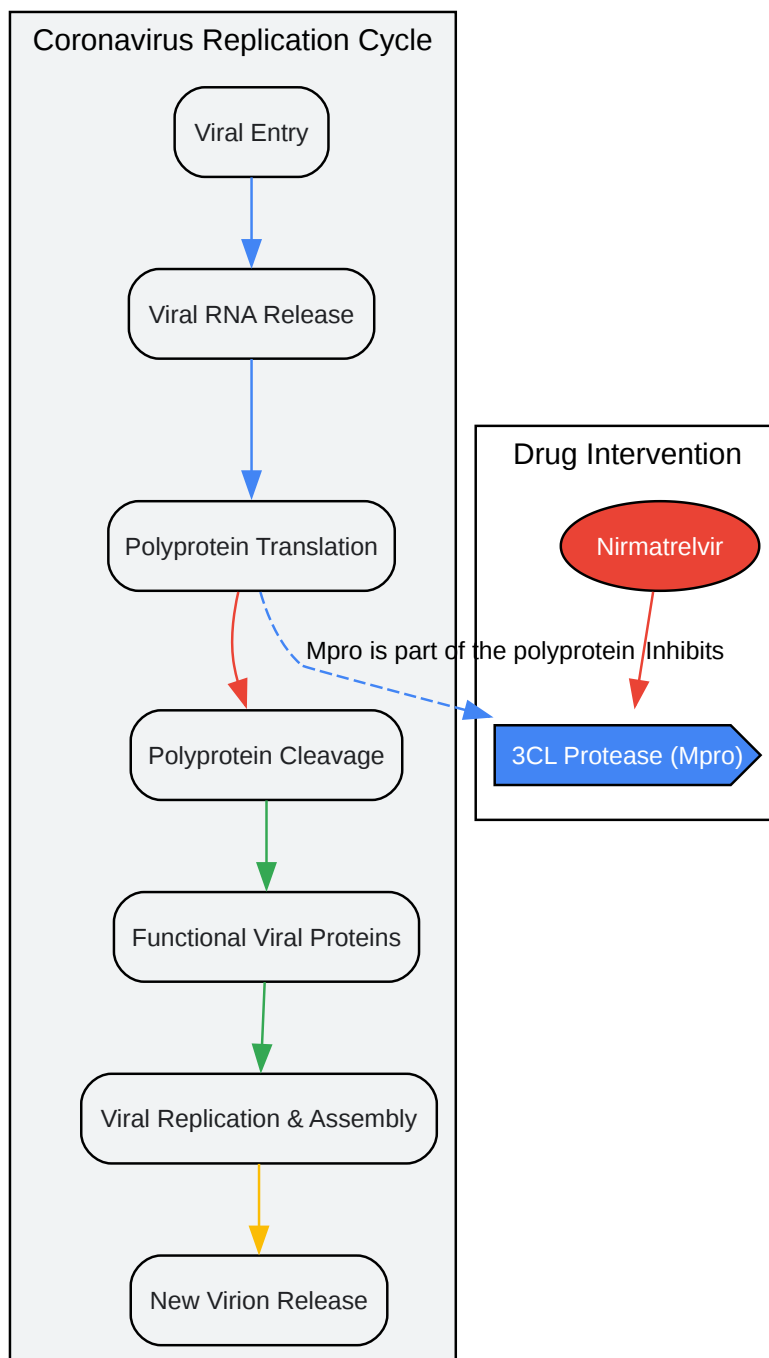 Coronavirus Replication Cycle
Viral Entry
Viral RNA Release
Polyprotein Translation
Drug Intervention
Nirmatrelvir
Mpro is part of the polyprotein
Inhibits
Polyprotein Cleavage
3CL Protease (Mpro)
Functional Viral Proteins
Viral Replication & Assembly
New Virion Release